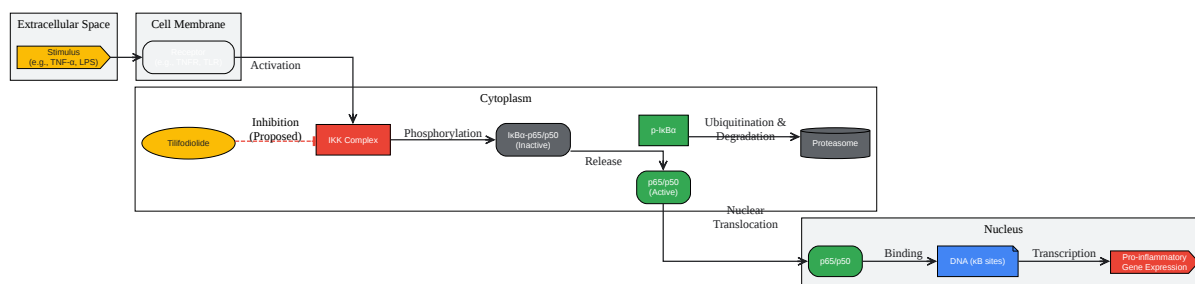 Extracellular Space
Stimulus
(e.g., TNF-α, LPS)
Cell Membrane
Activation
Cytoplasm
Tilifodiolide
Inhibition
(Proposed)
IKK Complex
Phosphorylation
IκBα-p65/p50
(Inactive)
Release
p-IκBα
Ubiquitination &
Degradation
Proteasome
p65/p50
(Active)
Nuclear
Translocation
Nucleus
p65/p50
Binding
DNA (κB sites)
Transcription
Pro-inflammatory
Gene Expression